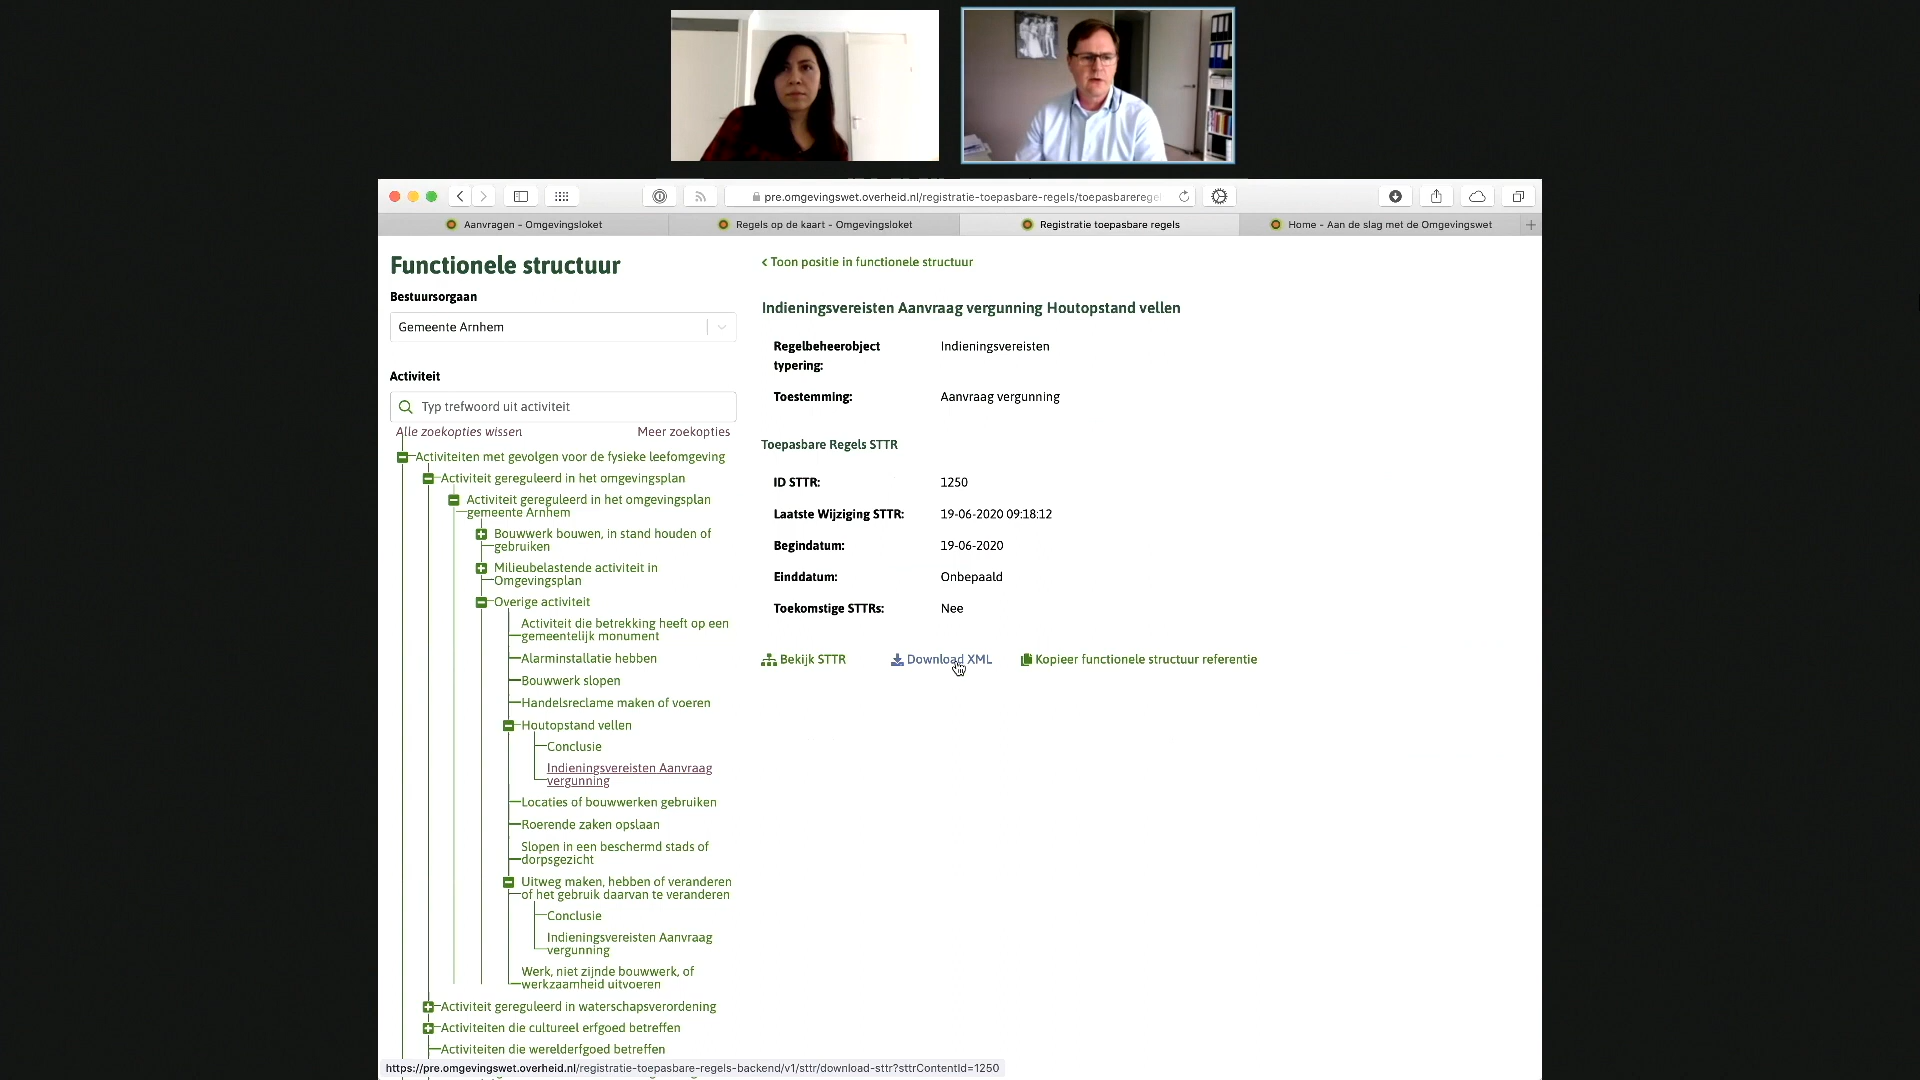 pre.omgevingswet.overheid.nl/registratie-toepasbare-regels/toepasbareregel
Aanvragen - Omgevingsloket
Regels op de kaart - Omgevingsloket
Registratie toepasbare regels
Home - Aan de slag met de Omgevingswet
Functionele structuur
Bestuursorgaan
Gemeente Arnhem
Activiteit
Typ trefwoord uit activiteit
Alle zoekopties wissen
Meer zoekopties
Activiteiten met gevolgen voor de fysieke leefomgeving
Activiteit gereguleerd in het omgevingsplan
Activiteit gereguleerd in het omgevingsplan
gemeente Arnhem
Bouwwerk bouwen, in stand houden of
gebruiken
Milieubelastende activiteit in
Omgevingsplan
Overige activiteit
Activiteit die betrekking heeft op een
gemeentelijk monument
Alarminstallatie hebben
Bouwwerk slopen
Handelsreclame maken of voeren
Houtopstand vellen
Conclusie
Indieningsvereisten Aanvraag
vergunning
Locaties of bouwwerken gebruiken
Roerende zaken opslaan
Slopen in een beschermd stads of
dorpsgezicht
Uitweg maken, hebben of veranderen
of het gebruik daarvan te veranderen
Conclusie
Indieningsvereisten Aanvraag
vergunning
Werk, niet zijnde bouwwerk, of
werkzaamheid uitvoeren
Activiteit gereguleerd in waterschapsverordening
Activiteiten die cultureel erfgoed betreffen
Activiteiten die werelderfgoed betreffen
< Toon positie in functionele structuur
Indieningsvereisten Aanvraag vergunning Houtopstand vellen
Regelbeheerobject
typering:
Indieningsvereisten
Toestemming:
Aanvraag vergunning
Toepasbare Regels STTR
ID STTR:
1250
Laatste Wijziging STTR:
19-06-2020 09:18:12
Begindatum:
19-06-2020
Einddatum:
Onbepaald
Toekomstige STTRs:
Nee
Bekijk STTR
Download XML
Kopieer functionele structuur referentie
https://pre.omgevingswet.overheid.nl/registratie-toepasbare-regels-backend/v1/sttr/download-sttr?sttrContentId=1250